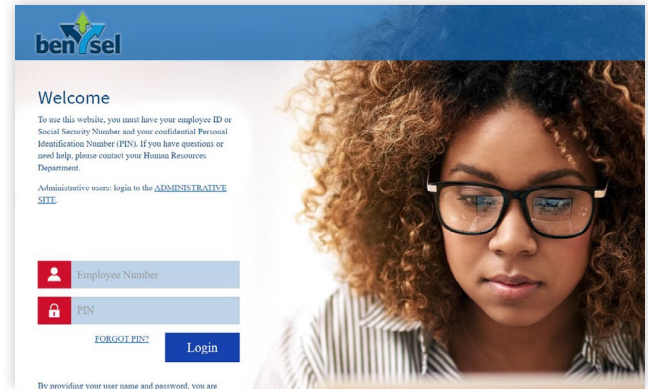 benysel
Welcome
To use this website, you must have your employee ID or
Social Security Number and your confidential Personal
Identification Number (PIN). If you have questions or
need help, please contact your Human Resources
Department.
Administrative users: login to the ADMINISTRATIVE
SITE.
Employee Number
PIN
FORGOT PIN?
Login
By providing your user name and password, you are